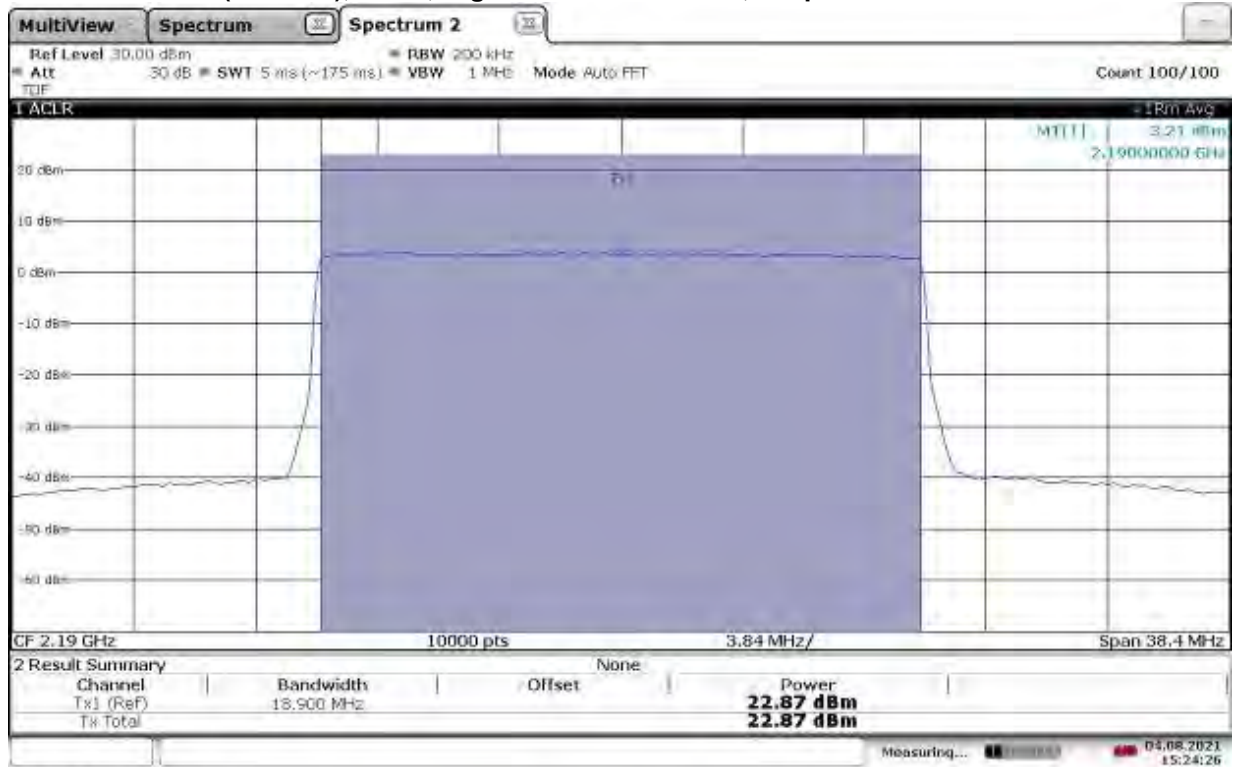 MultiView Spectrum Spectrum 2
Ref Level 30.00 dBm RBW 200 kHz
Att 30 dB SWT 5 ms (~175 ms) VBW 1 MHz Mode Auto FFT Count 100/100
TDF
1 ACLR 1Rm Avg
M1[1] 3.21 dBm
2.19000000 GHz
20 dBm
Tx1
10 dBm
0 dBm
-10 dBm
-20 dBm
-30 dBm
-40 dBm
-50 dBm
-60 dBm
CF 2.19 GHz 10000 pts 3.84 MHz/ Span 38.4 MHz
2 Result Summary None
Channel Bandwidth Offset Power
Tx1 (Ref) 18.900 MHz 22.87 dBm
Tx Total 22.87 dBm
Measuring... 04.08.2021
15:24:26